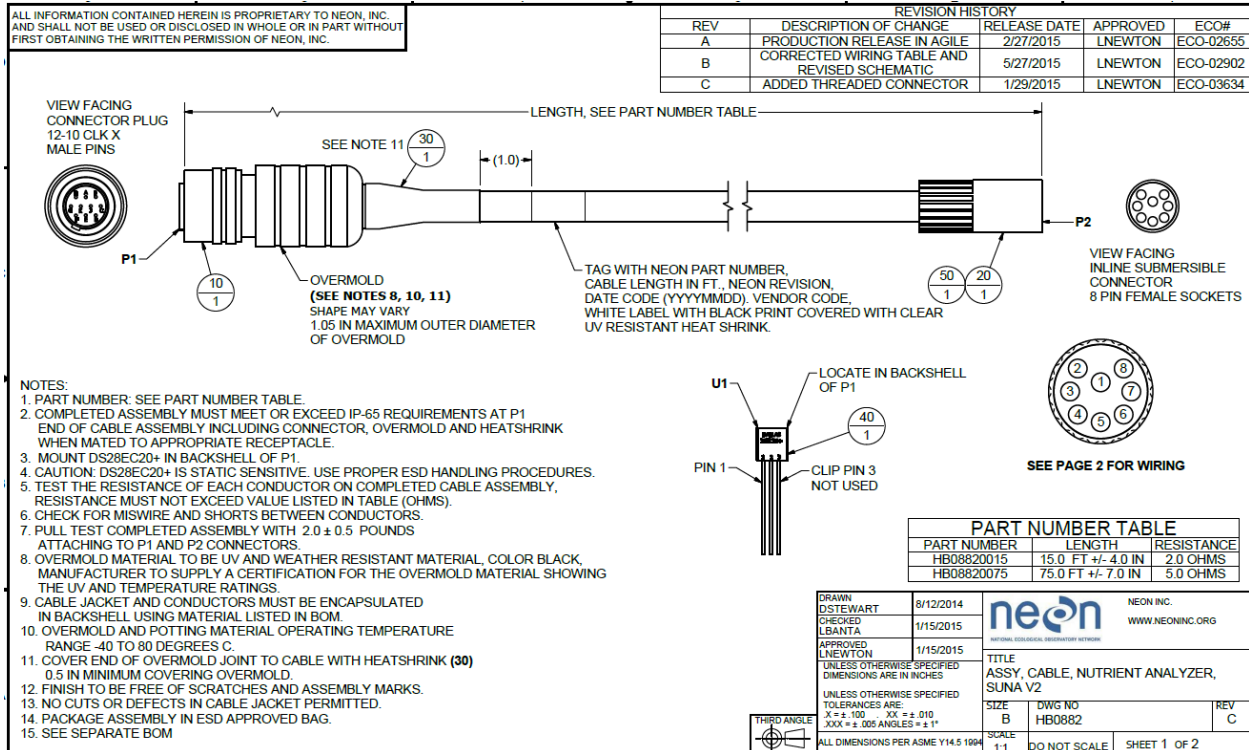 ALL INFORMATION CONTAINED HEREIN IS PROPRIETARY TO NEON, INC.
AND SHALL NOT BE USED OR DISCLOSED IN WHOLE OR IN PART WITHOUT
FIRST OBTAINING THE WRITTEN PERMISSION OF NEON, INC.
REVISION HISTORY
REV DESCRIPTION OF CHANGE RELEASE DATE APPROVED ECO#
A PRODUCTION RELEASE IN AGILE 2/27/2015 LNEWTON ECO-02655
B CORRECTED WIRING TABLE AND REVISED SCHEMATIC 5/27/2015 LNEWTON ECO-02902
C ADDED THREADED CONNECTOR 1/29/2015 LNEWTON ECO-03634
VIEW FACING
CONNECTOR PLUG
12-10 CLK X
MALE PINS
LENGTH, SEE PART NUMBER TABLE
SEE NOTE 11
30
1
(1.0)
P1
10
1
OVERMOLD
(SEE NOTES 8, 10, 11)
SHAPE MAY VARY
1.05 IN MAXIMUM OUTER DIAMETER
OF OVERMOLD
TAG WITH NEON PART NUMBER,
CABLE LENGTH IN FT., NEON REVISION,
DATE CODE (YYYYMMDD). VENDOR CODE,
WHITE LABEL WITH BLACK PRINT COVERED WITH CLEAR
UV RESISTANT HEAT SHRINK.
50 20
1 1
P2
VIEW FACING
INLINE SUBMERSIBLE
CONNECTOR
8 PIN FEMALE SOCKETS
2 8
3 1 7
4 5 6
SEE PAGE 2 FOR WIRING
U1
LOCATE IN BACKSHELL
OF P1
40
1
PIN 1
CLIP PIN 3
NOT USED
NOTES:
1. PART NUMBER: SEE PART NUMBER TABLE.
2. COMPLETED ASSEMBLY MUST MEET OR EXCEED IP-65 REQUIREMENTS AT P1
END OF CABLE ASSEMBLY INCLUDING CONNECTOR, OVERMOLD AND HEATSHRINK
WHEN MATED TO APPROPRIATE RECEPTACLE.
3. MOUNT DS28EC20+ IN BACKSHELL OF P1.
4. CAUTION: DS28EC20+ IS STATIC SENSITIVE. USE PROPER ESD HANDLING PROCEDURES.
5. TEST THE RESISTANCE OF EACH CONDUCTOR ON COMPLETED CABLE ASSEMBLY,
RESISTANCE MUST NOT EXCEED VALUE LISTED IN TABLE (OHMS).
6. CHECK FOR MISWIRE AND SHORTS BETWEEN CONDUCTORS.
7. PULL TEST COMPLETED ASSEMBLY WITH 2.0 ± 0.5 POUNDS
ATTACHING TO P1 AND P2 CONNECTORS.
8. OVERMOLD MATERIAL TO BE UV AND WEATHER RESISTANT MATERIAL, COLOR BLACK,
MANUFACTURER TO SUPPLY A CERTIFICATION FOR THE OVERMOLD MATERIAL SHOWING
THE UV AND TEMPERATURE RATINGS.
9. CABLE JACKET AND CONDUCTORS MUST BE ENCAPSULATED
IN BACKSHELL USING MATERIAL LISTED IN BOM.
10. OVERMOLD AND POTTING MATERIAL OPERATING TEMPERATURE
RANGE -40 TO 80 DEGREES C.
11. COVER END OF OVERMOLD JOINT TO CABLE WITH HEATSHRINK (30)
0.5 IN MINIMUM COVERING OVERMOLD.
12. FINISH TO BE FREE OF SCRATCHES AND ASSEMBLY MARKS.
13. NO CUTS OR DEFECTS IN CABLE JACKET PERMITTED.
14. PACKAGE ASSEMBLY IN ESD APPROVED BAG.
15. SEE SEPARATE BOM
PART NUMBER TABLE
PART NUMBER LENGTH RESISTANCE
HB08820015 15.0 FT +/- 4.0 IN 2.0 OHMS
HB08820075 75.0 FT +/- 7.0 IN 5.0 OHMS
DRAWN
DSTEWART 8/12/2014
CHECKED
LBANTA 1/15/2015
APPROVED
LNEWTON 1/15/2015
UNLESS OTHERWISE SPECIFIED
DIMENSIONS ARE IN INCHES
UNLESS OTHERWISE SPECIFIED
TOLERANCES ARE:
.X = ± .100 . XX = ± .010
.XXX = ± .005 ANGLES = ± 1°
ALL DIMENSIONS PER ASME Y14.5 1994
THIRD ANGLE
neon
NATIONAL ECOLOGICAL OBSERVATORY NETWORK
NEON INC.
WWW.NEONINC.ORG
TITLE
ASSY, CABLE, NUTRIENT ANALYZER,
SUNA V2
SIZE DWG NO REV
B HB0882 C
SCALE
1:1 DO NOT SCALE SHEET 1 OF 2